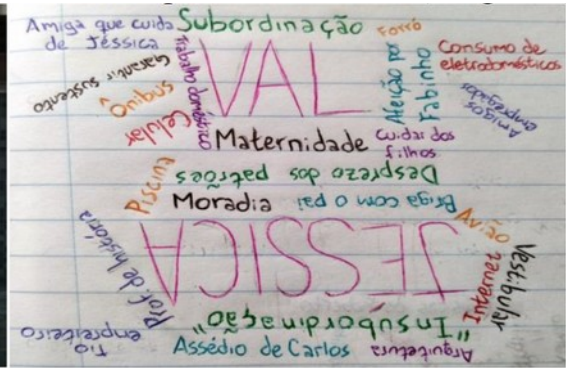 Amiga que cuida
de Jéssica
Subordinação
Forró
Consumo de
eletrodomésticos
Garantir sustento
Trabalho doméstico
VAL
Afeição por
Fabinho
Amigos
empregados
Ônibus
Celular
Maternidade
Cuidar dos
filhos
Desprezo dos patrões
Piscina
Moradia
Briga com o pai
Avião
Prof. de história
JESSICA
Internet
Vestibular
"Insubordinação"
Tio
empreiteiro
Assédio de Carlos
Arquitetura